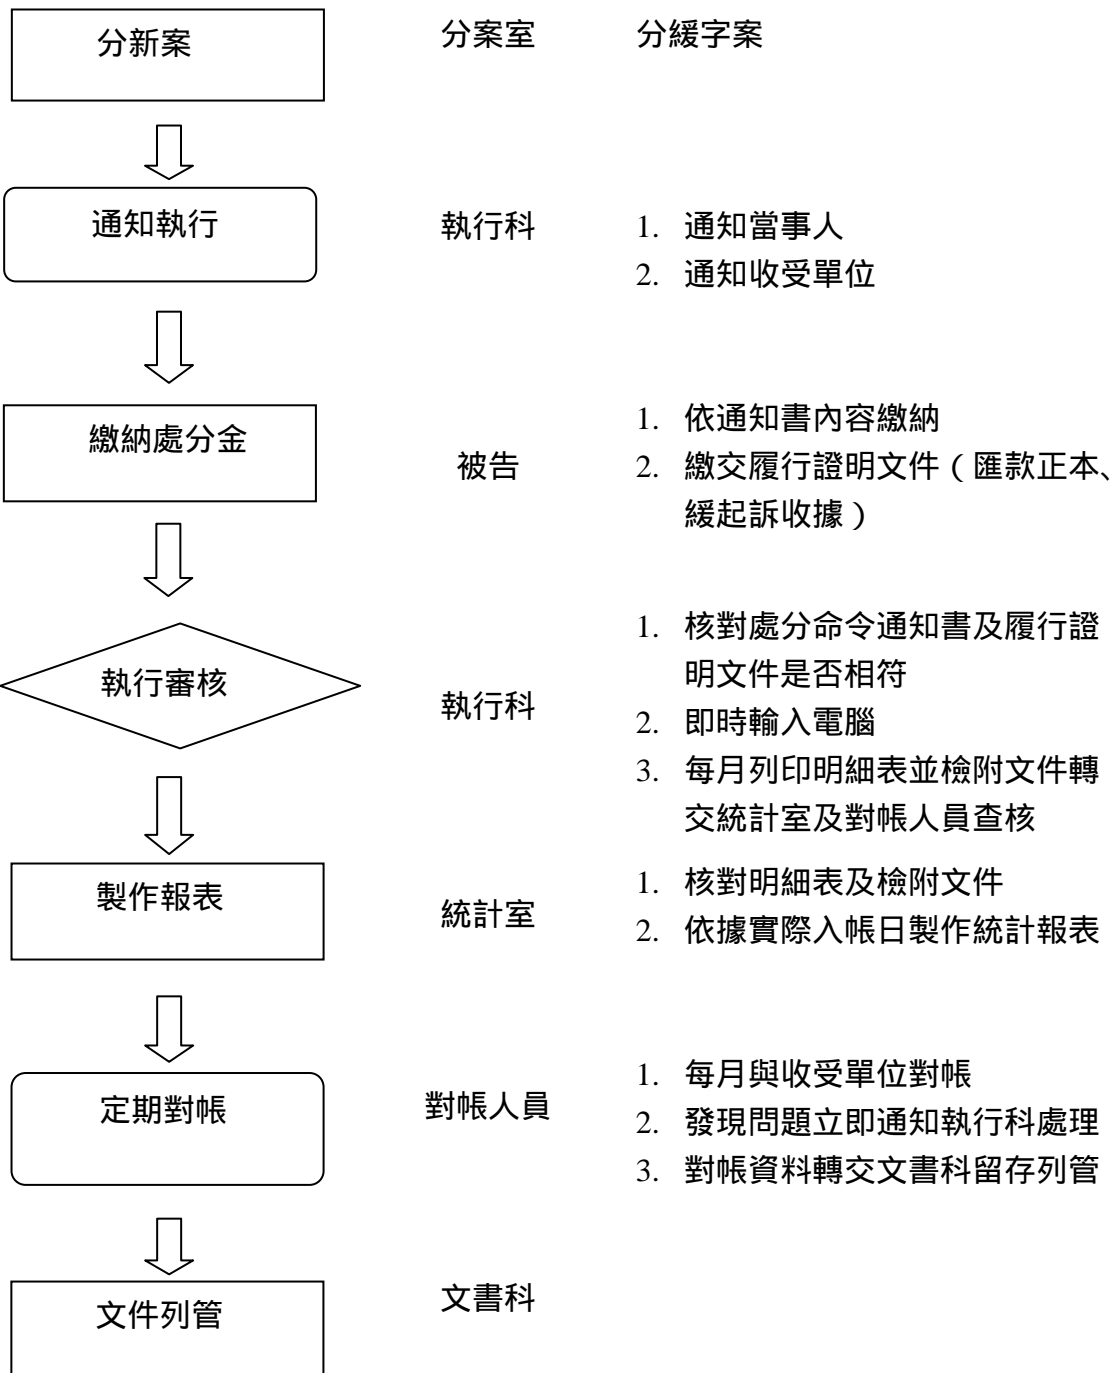 分新案 分案室 分緩字案
通知執行 執行科 1. 通知當事人
2. 通知收受單位
繳納處分金 被告 1. 依通知書內容繳納
2. 繳交履行證明文件（匯款正本、
緩起訴收據）
執行審核 執行科 1. 核對處分命令通知書及履行證
明文件是否相符
2. 即時輸入電腦
3. 每月列印明細表並檢附文件轉
交統計室及對帳人員查核
製作報表 統計室 1. 核對明細表及檢附文件
2. 依據實際入帳日製作統計報表
定期對帳 對帳人員 1. 每月與收受單位對帳
2. 發現問題立即通知執行科處理
3. 對帳資料轉交文書科留存列管
文件列管 文書科